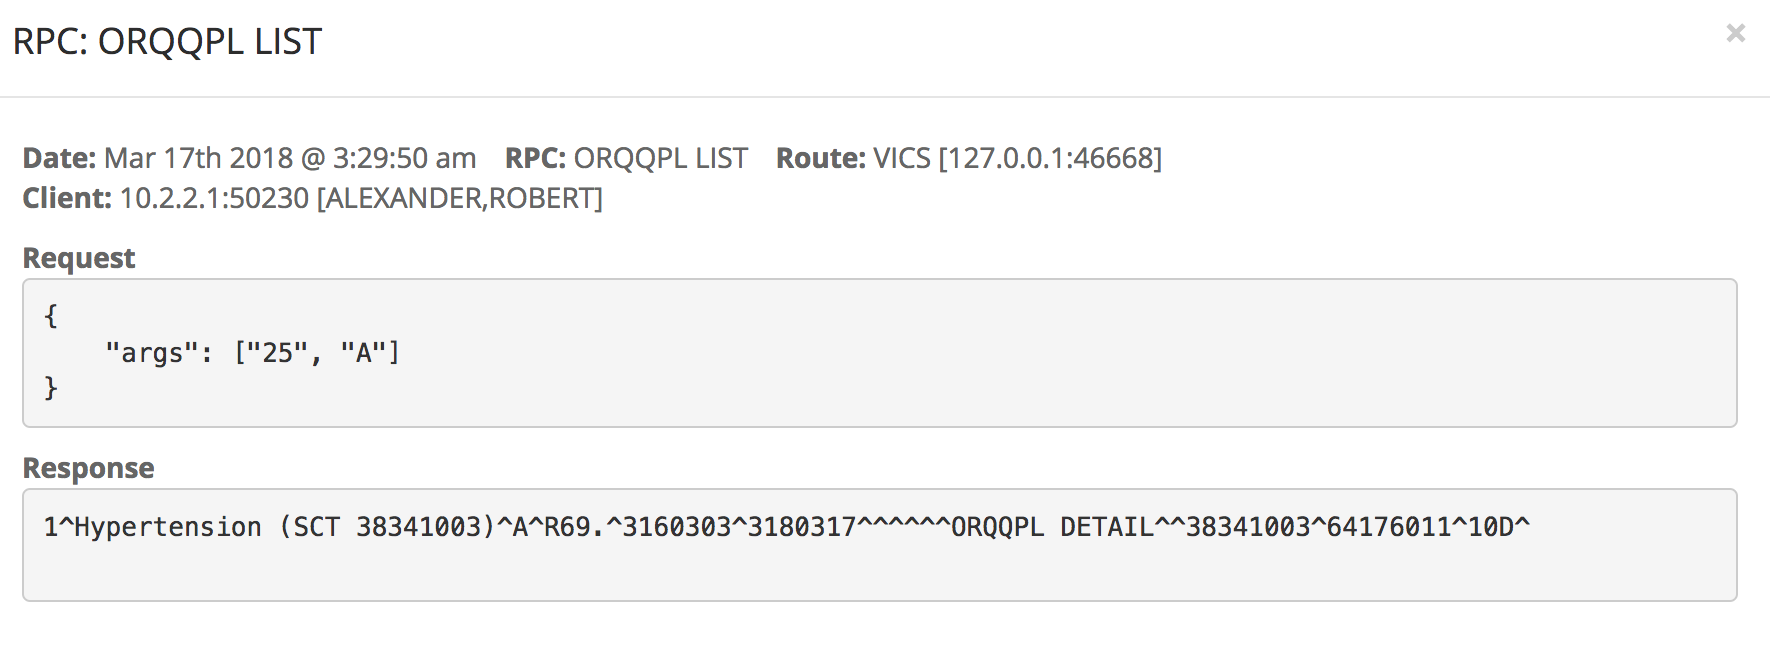 RPC: ORQQPL LIST
×
Date: Mar 17th 2018 @ 3:29:50 am RPC: ORQQPL LIST Route: VICS [127.0.0.1:46668]
Client: 10.2.2.1:50230 [ALEXANDER,ROBERT]
Request
{
    "args": ["25", "A"]
}
Response
1^Hypertension (SCT 38341003)^A^R69.^3160303^3180317^^^^^^ORQQPL DETAIL^^38341003^64176011^10D^